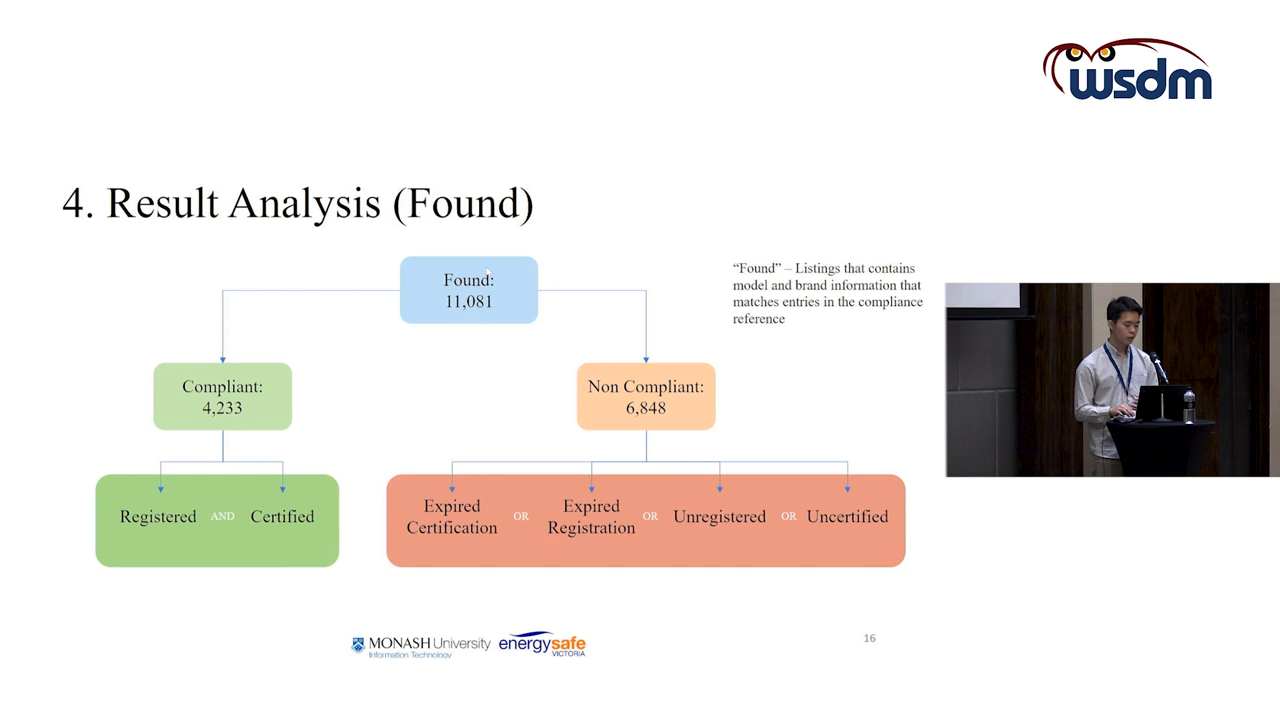 wsdm
4. Result Analysis (Found)
Found:
11,081
"Found" – Listings that contains
model and brand information that
matches entries in the compliance
reference
Compliant:
4,233
Non Compliant:
6,848
Registered AND Certified
Expired
Certification
OR
Expired
Registration
OR
Unregistered
OR
Uncertified
MONASH University
Information Technology
energysafe
VICTORIA
16